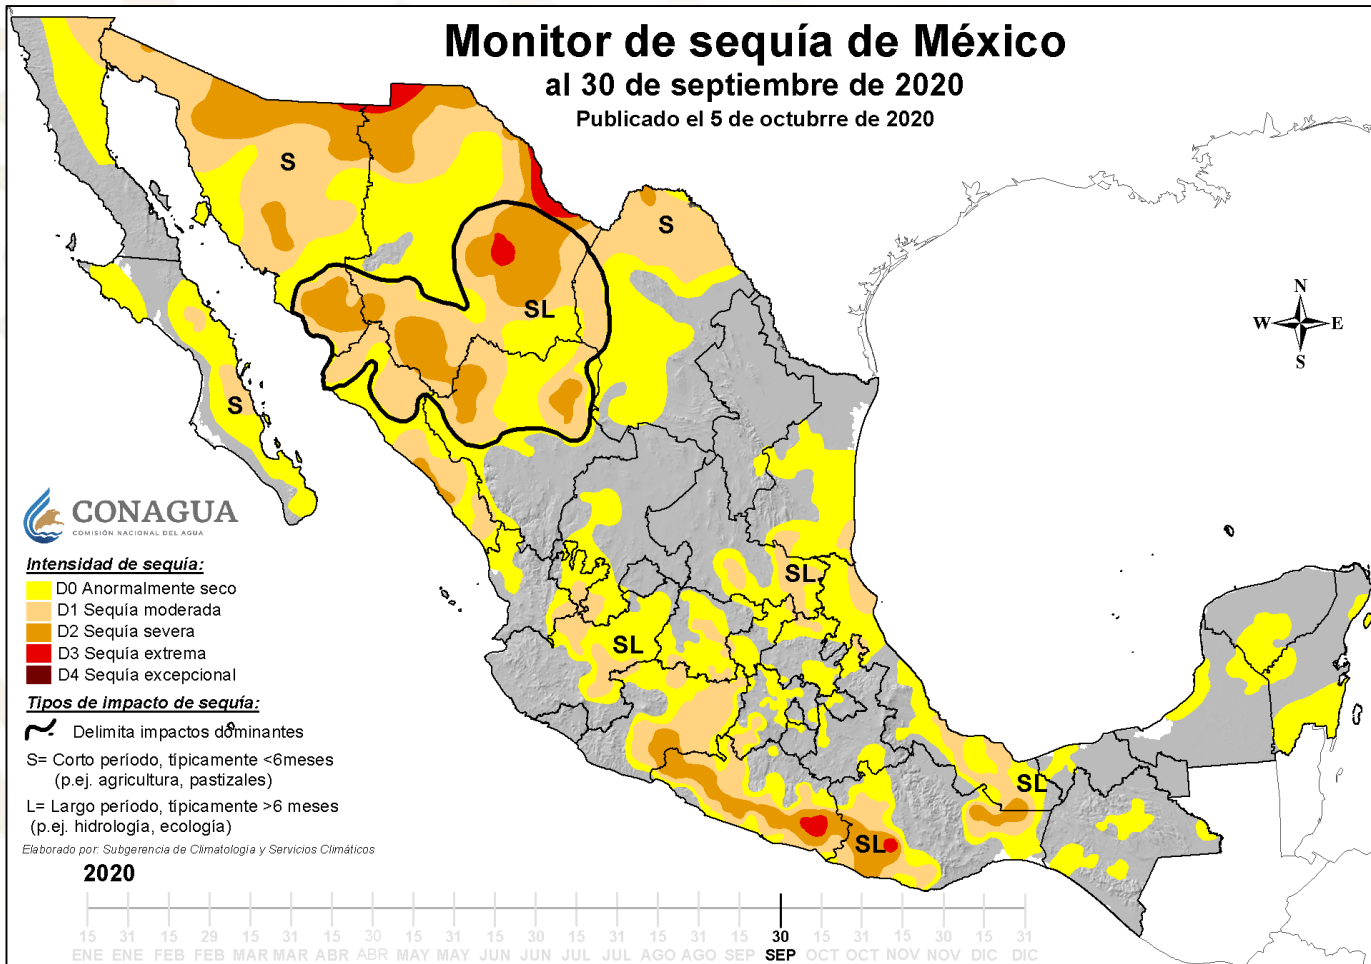 Monitor de sequía de México
al 30 de septiembre de 2020
Publicado el 5 de octubrre de 2020
S
S
N
W E
S
SL
S
CONAGUA
COMISIÓN NACIONAL DEL AGUA
Intensidad de sequía:
D0 Anormalmente seco
D1 Sequía moderada
D2 Sequía severa
D3 Sequía extrema
D4 Sequía excepcional
SL
SL
Tipos de impacto de sequía:
Delimita impactos dominantes
S= Corto período, típicamente <6meses
(p.ej. agricultura, pastizales)
L= Largo período, típicamente >6 meses
(p.ej. hidrología, ecología)
SL
SL
Elaborado por: Subgerencia de Climatología y Servicios Climáticos
2020
15 31 15 29 15 31 15 30 15 31 15 30 15 31 15 31 15 30 15 31 15 30 15 31
ENE ENE FEB FEB MAR MAR ABR ABR MAY MAY JUN JUN JUL JUL AGO AGO SEP SEP OCT OCT NOV NOV DIC DIC